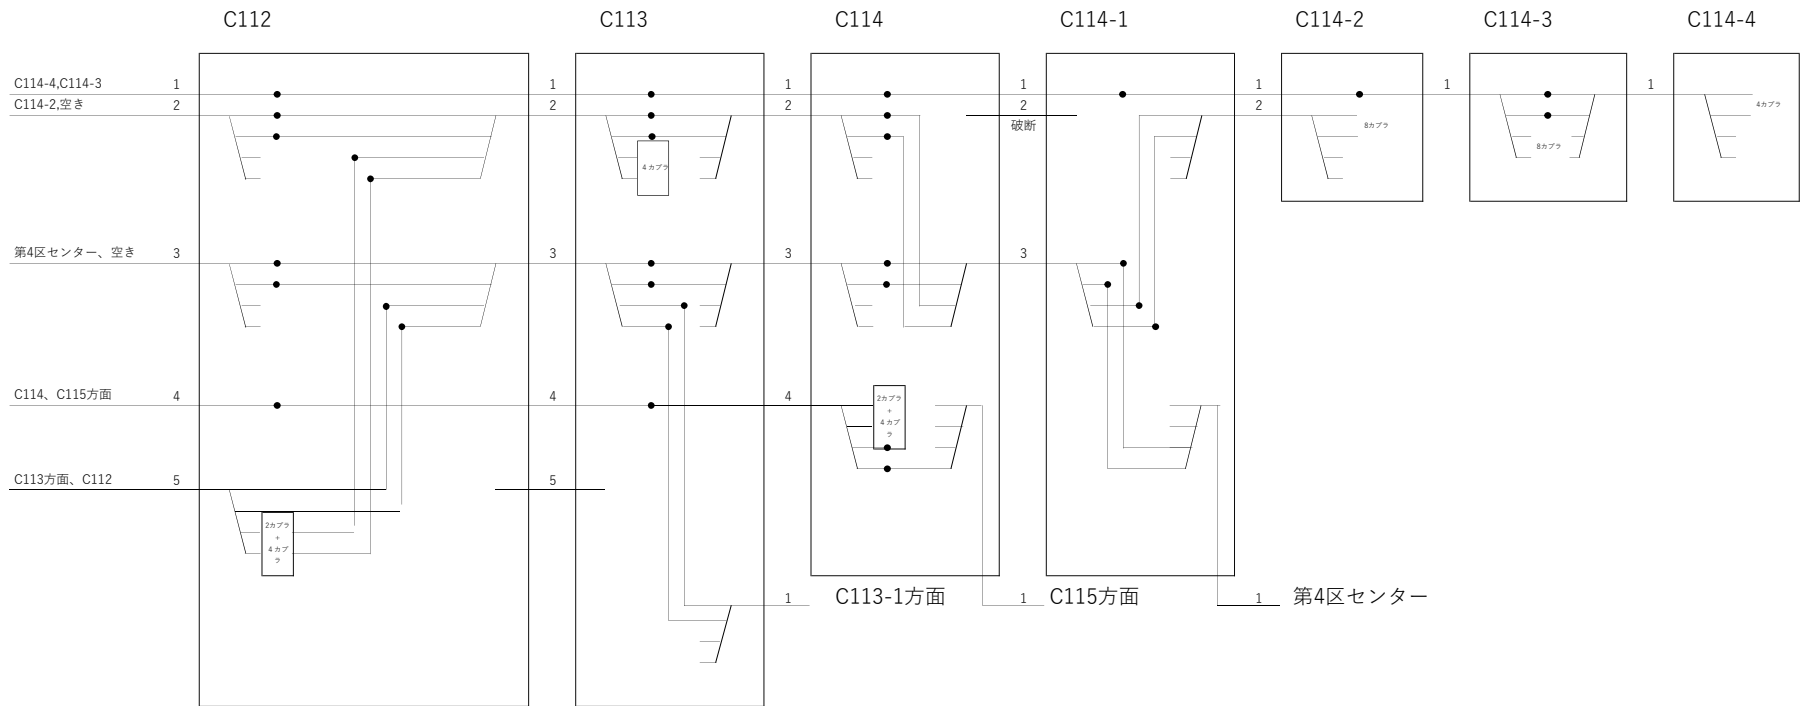 C112 C113 C114 C114-1 C114-2 C114-3 C114-4
C114-4,C114-3 1 1 1 1 1 1 1
C114-2,空き 2 2 2 2 2
破断
4カプラ
8カプラ
8カプラ
4 カプラ
第4区センター、空き 3 3 3 3
C114、C115方面 4 4 4
2カプラ
+
4 カプ
ラ
C113方面、C112 5 5
2カプラ
+
4 カプ
ラ
1 C113-1方面 1 C115方面 1 第4区センター